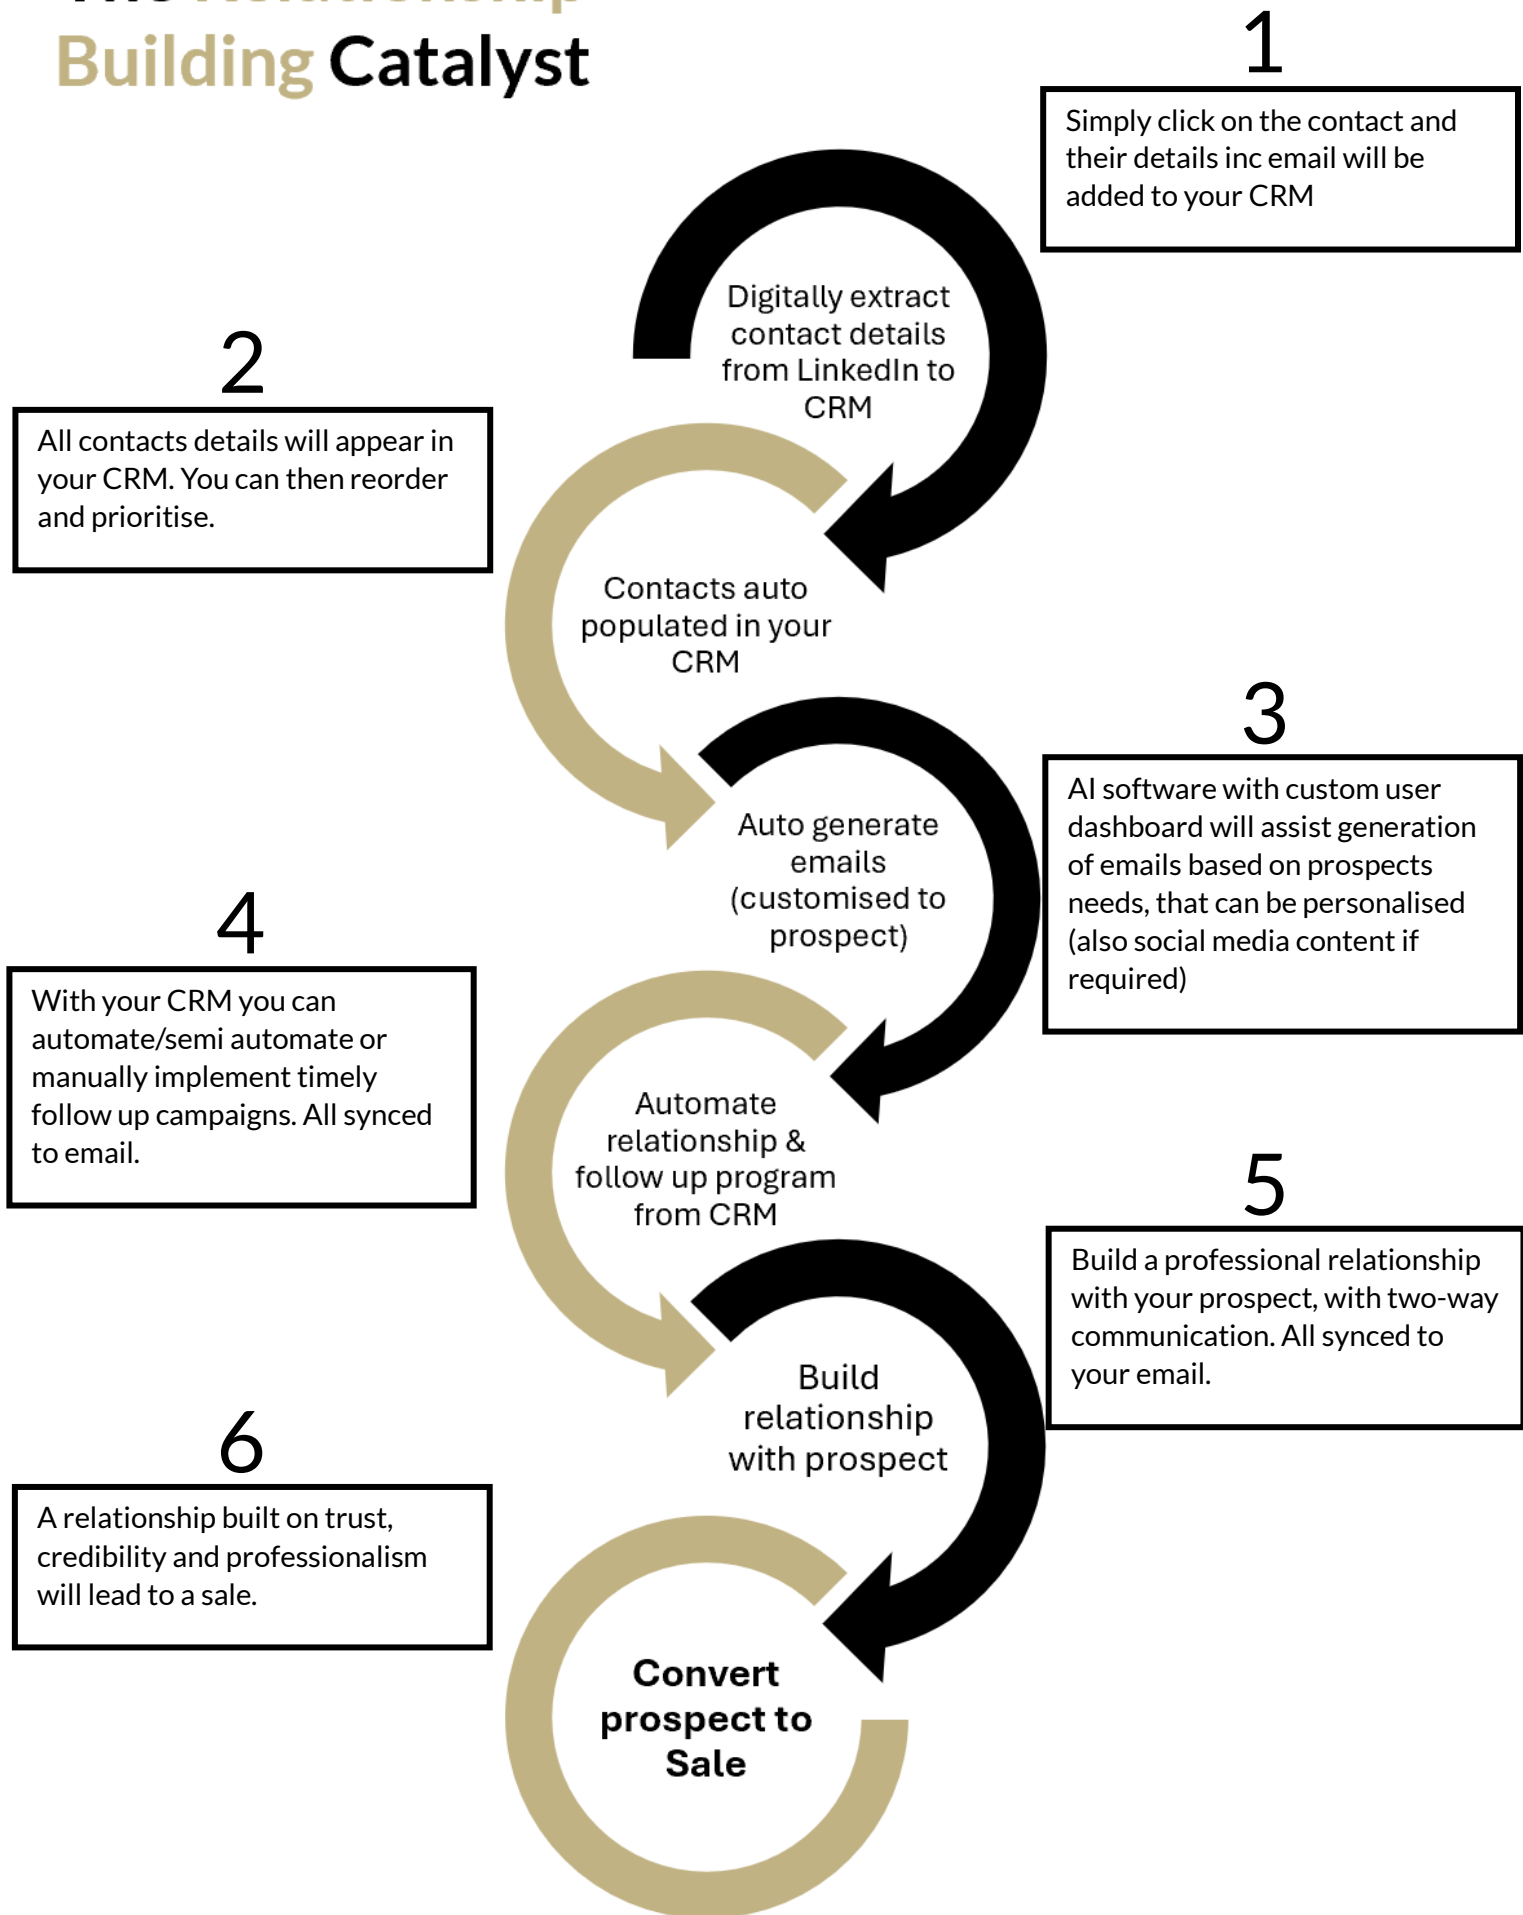 The Relationship
Building Catalyst
1
Simply click on the contact and
their details inc email will be
added to your CRM
Digitally extract
contact details
from LinkedIn to
CRM
2
All contacts details will appear in
your CRM. You can then reorder
and prioritise.
Contacts auto
populated in your
CRM
3
AI software with custom user
dashboard will assist generation
of emails based on prospects
needs, that can be personalised
(also social media content if
required)
Auto generate
emails
(customised to
prospect)
4
With your CRM you can
automate/semi automate or
manually implement timely
follow up campaigns. All synced
to email.
Automate
relationship &
follow up program
from CRM
5
Build a professional relationship
with your prospect, with two-way
communication. All synced to
your email.
Build
relationship
with prospect
6
A relationship built on trust,
credibility and professionalism
will lead to a sale.
Convert
prospect to
Sale